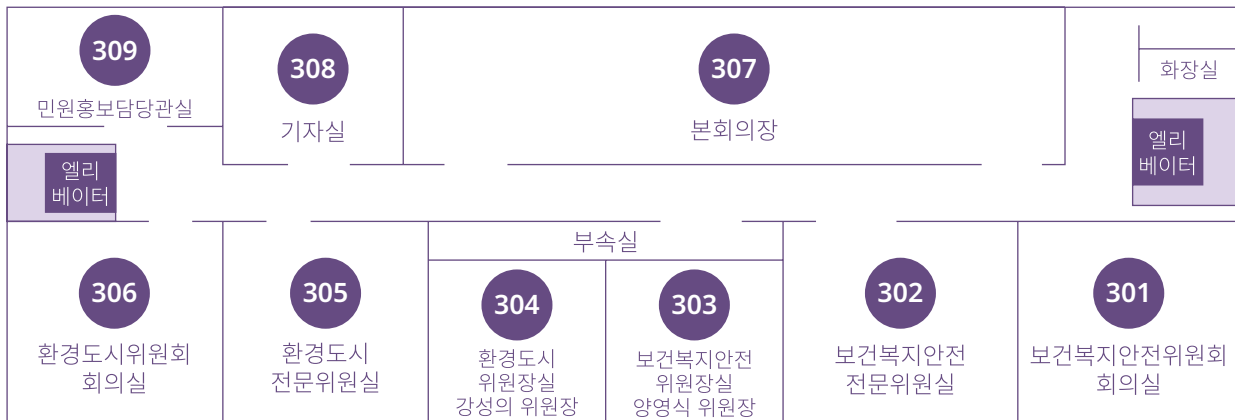 309
민원홍보담당관실
308
기자실
307
본회의장
화장실
엘리
베이터
엘리
베이터
부속실
306
환경도시위원회
회의실
305
환경도시
전문위원실
304
환경도시
위원장실
강성의 위원장
303
보건복지안전
위원장실
양영식 위원장
302
보건복지안전
전문위원실
301
보건복지안전위원회
회의실